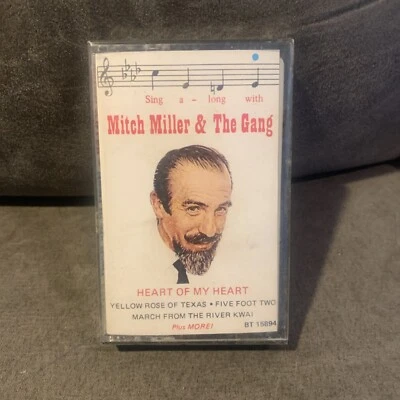 Sing a - long with
Mitch Miller & The Gang
HEART OF MY HEART
YELLOW ROSE OF TEXAS • FIVE FOOT TWO
MARCH FROM THE RIVER KWAI
Plus MORE! BT 15894